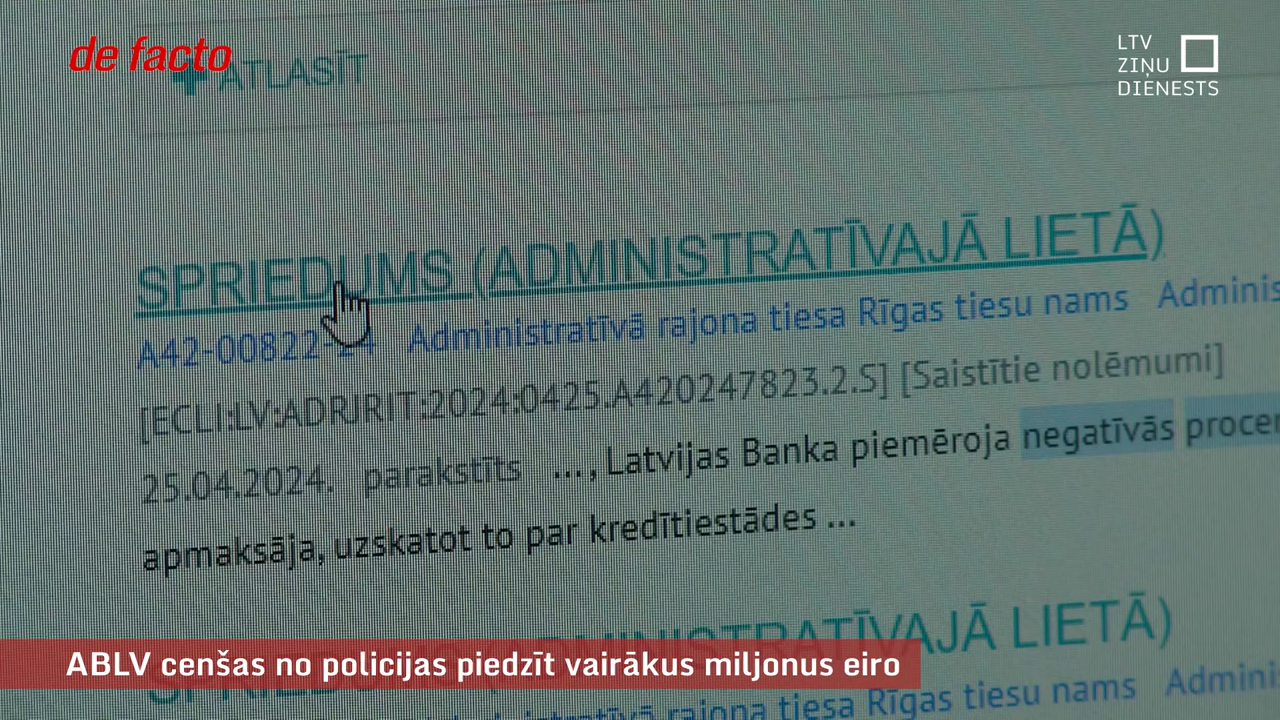 de facto
LTV
ZIŅU
DIENESTS
ATLASĪT
SPRIEDUMS (ADMINISTRATĪVAJĀ LIETĀ)
A42-00822-24 Administratīvā rajona tiesa Rīgas tiesu nams
[ECLI:LV:ADRJRIT:2024:0425.A420247823.2.S] [Saistītie nolēmumi]
25.04.2024. parakstīts ..., Latvijas Banka piemēroja negatīvās
apmaksāja, uzskatot to par kredītiestādes ...
SPRIEDUMS (ADMINISTRATĪVAJĀ LIETĀ)
rajona tiesa Rīgas tiesu nams
ABLV cenšas no policijas piedzīt vairākus miljonus eiro